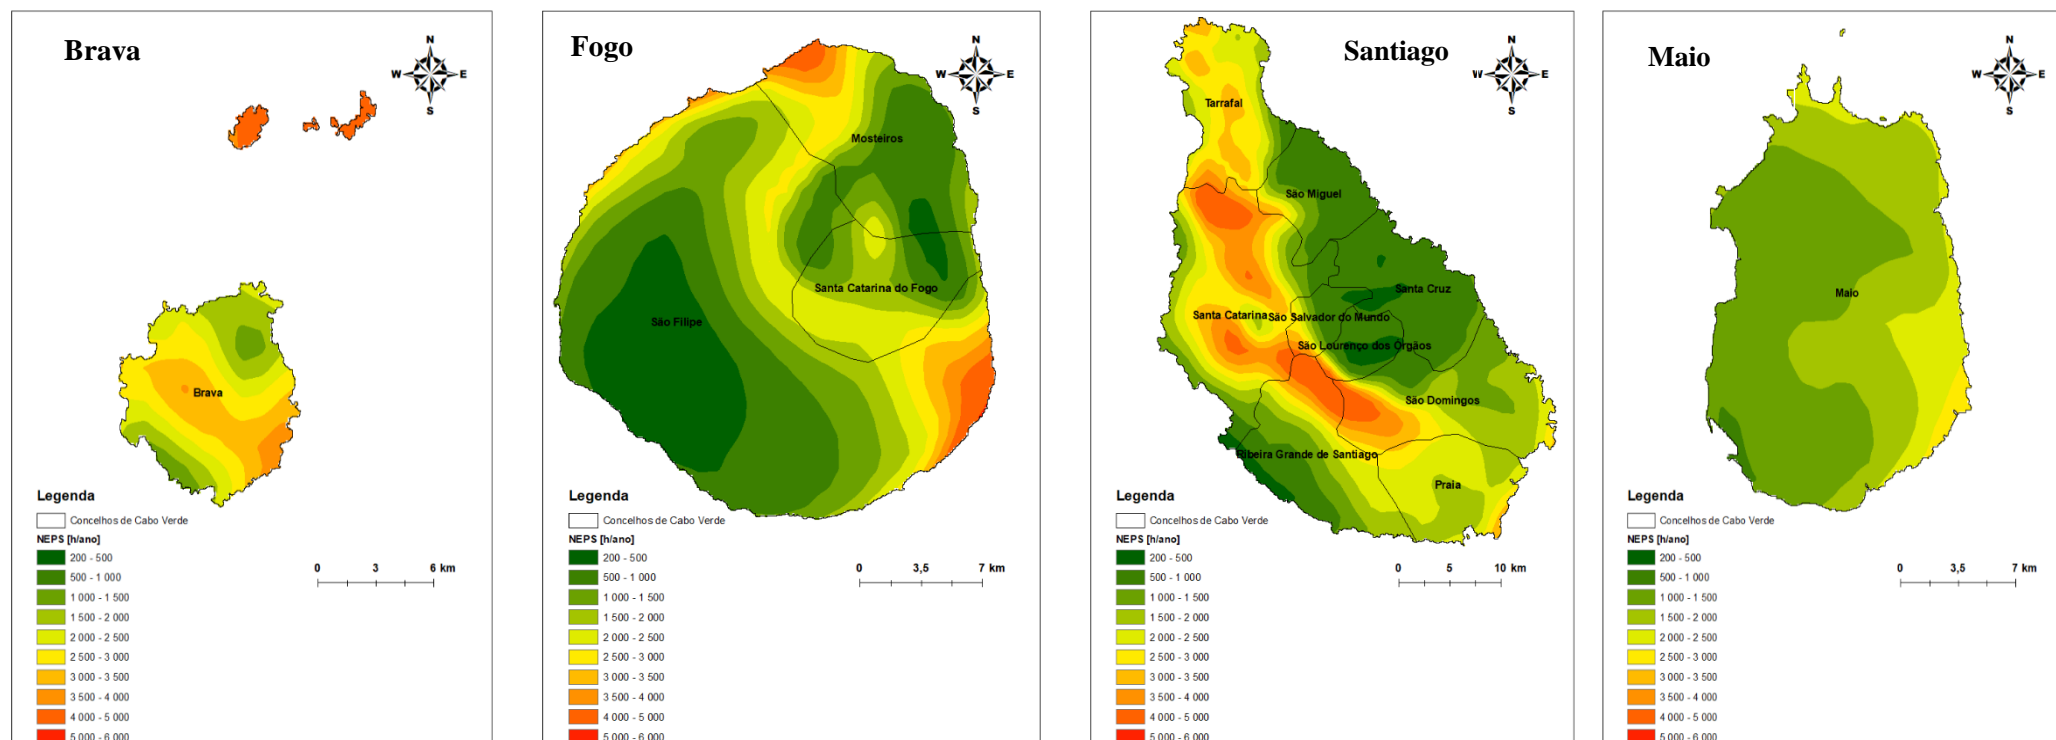 Brava
N
W E
S
Brava
Legenda
Concelhos de Cabo Verde
NEPS [h/ano]
200 - 500
500 - 1 000
1 000 - 1 500
1 500 - 2 000
2 000 - 2 500
2 500 - 3 000
3 000 - 3 500
3 500 - 4 000
4 000 - 5 000
5 000 - 6 000
0 3 6 km
Fogo
N
W E
S
Mosteiros
Santa Catarina do Fogo
São Filipe
Legenda
Concelhos de Cabo Verde
NEPS [h/ano]
200 - 500
500 - 1 000
1 000 - 1 500
1 500 - 2 000
2 000 - 2 500
2 500 - 3 000
3 000 - 3 500
3 500 - 4 000
4 000 - 5 000
5 000 - 6 000
0 3,5 7 km
Santiago
N
W E
S
Tarrafal
São Miguel
Santa Cruz
Santa Catarina
São Salvador do Mundo
São Lourenço dos Órgãos
São Domingos
Ribeira Grande de Santiago
Praia
Legenda
Concelhos de Cabo Verde
NEPS [h/ano]
200 - 500
500 - 1 000
1 000 - 1 500
1 500 - 2 000
2 000 - 2 500
2 500 - 3 000
3 000 - 3 500
3 500 - 4 000
4 000 - 5 000
5 000 - 6 000
0 5 10 km
Maio
N
W E
S
Maio
Legenda
Concelhos de Cabo Verde
NEPS [h/ano]
200 - 500
500 - 1 000
1 000 - 1 500
1 500 - 2 000
2 000 - 2 500
2 500 - 3 000
3 000 - 3 500
3 500 - 4 000
4 000 - 5 000
5 000 - 6 000
0 3,5 7 km